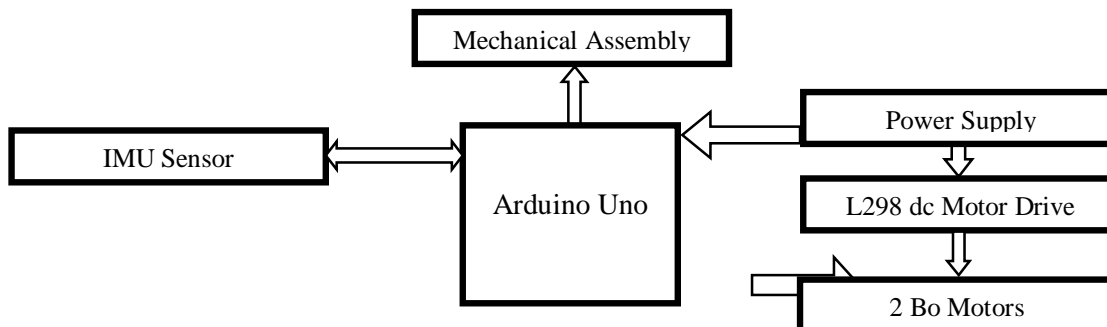 Mechanical Assembly
Power Supply
IMU Sensor
Arduino Uno
L298 dc Motor Drive
2 Bo Motors